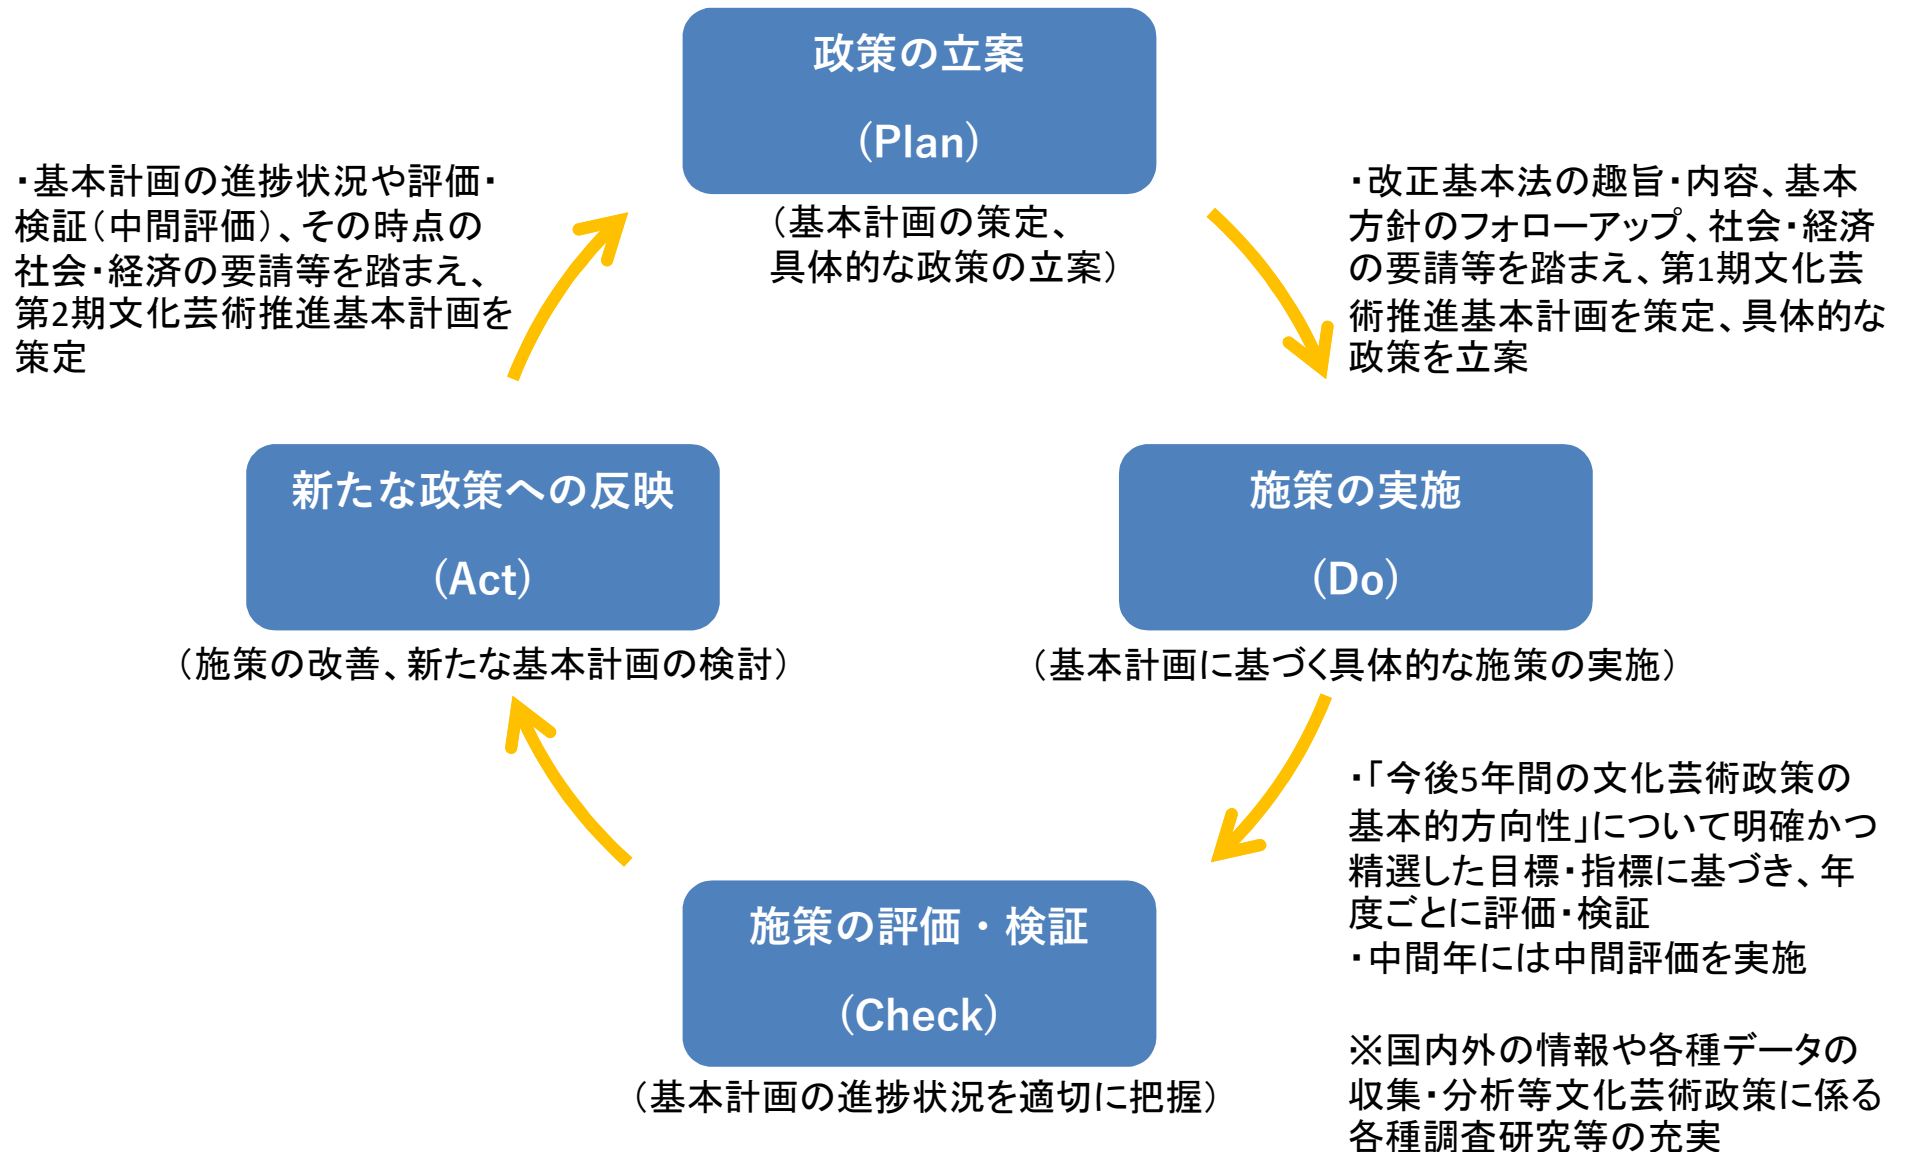 政策の立案
(Plan)
(基本計画の策定、
具体的な政策の立案)
・基本計画の進捗状況や評価・
検証(中間評価)、その時点の
社会・経済の要請等を踏まえ、
第2期文化芸術推進基本計画を
策定
・改正基本法の趣旨・内容、基本
方針のフォローアップ、社会・経済
の要請等を踏まえ、第1期文化芸
術推進基本計画を策定、具体的な
政策を立案
新たな政策への反映
(Act)
(施策の改善、新たな基本計画の検討)
施策の実施
(Do)
(基本計画に基づく具体的な施策の実施)
・「今後5年間の文化芸術政策の
基本的方向性」について明確かつ
精選した目標・指標に基づき、年
度ごとに評価・検証
・中間年には中間評価を実施
施策の評価・検証
(Check)
(基本計画の進捗状況を適切に把握)
※国内外の情報や各種データの
収集・分析等文化芸術政策に係る
各種調査研究等の充実